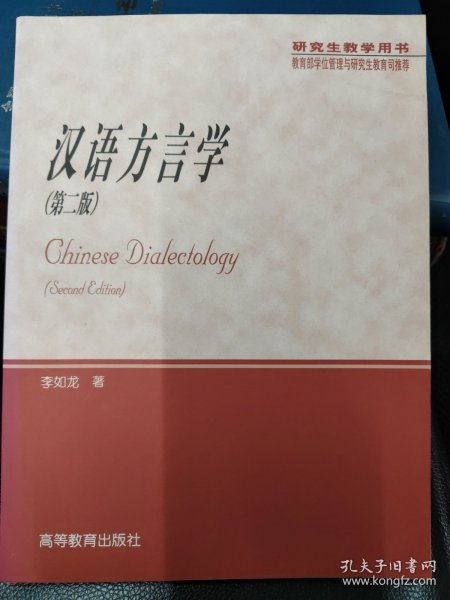 研究生教学用书
教育部学位管理与研究生教育司推荐
汉语方言学
(第二版)
Chinese Dialectology
(Second Edition)
李如龙 著
高等教育出版社
孔夫子旧书网
www.kongfz.com